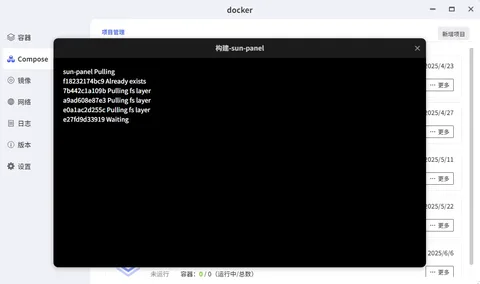 docker
容器
Compose
镜像
网络
日志
版本
设置
项目管理
新增项目
构建-sun-panel
sun-panel Pulling
f18232174bc9 Already exists
7b442c1a109b Pulling fs layer
a9ad608e87e3 Pulling fs layer
e0a1ac2d255c Pulling fs layer
e27fd9d33919 Waiting
2025/4/23
更多
2025/4/27
更多
2025/5/11
更多
2025/5/22
更多
2025/6/6
更多
未运行
容器：0 / 0（运行中/总数）